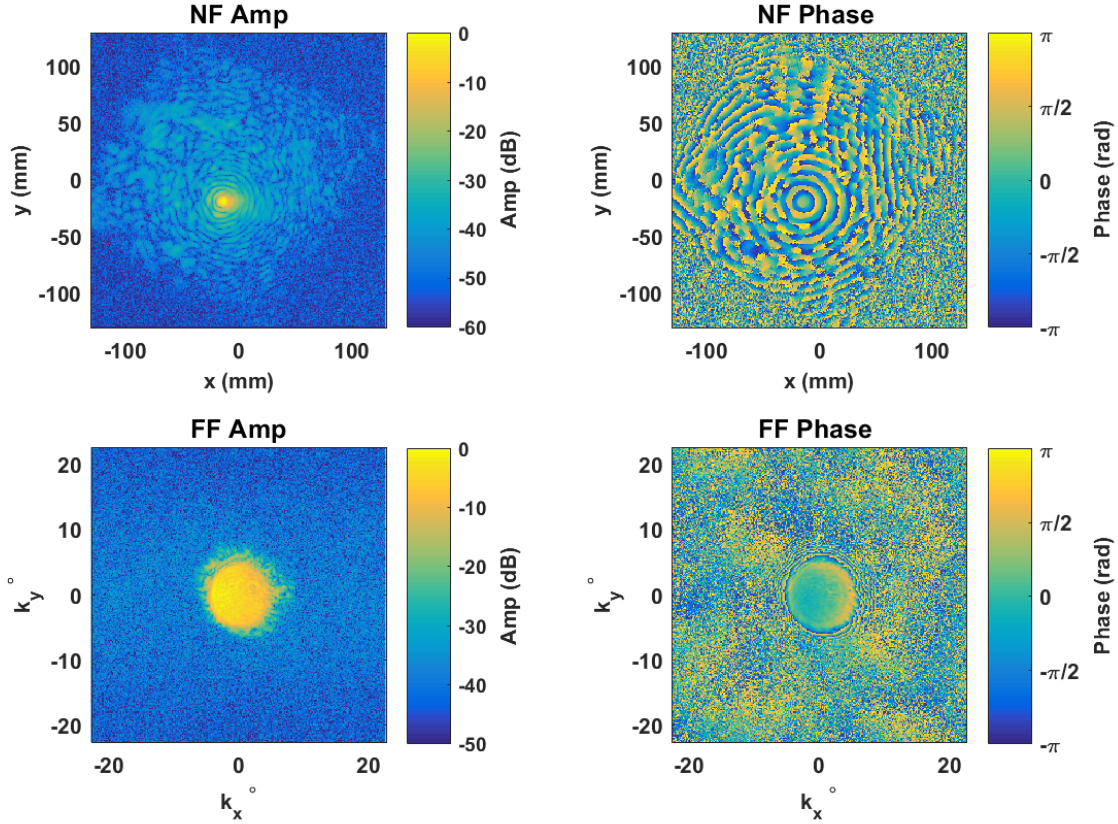 NF Amp
100
50
0
-50
-100
y (mm)
-100 0 100
x (mm)
0
-10
-20
-30
-40
-50
-60
Amp (dB)
NF Phase
100
50
0
-50
-100
y (mm)
-100 0 100
x (mm)
π
π/2
0
-π/2
-π
Phase (rad)
FF Amp
20
10
0
-10
-20
k_y°
-20 0 20
k_x°
0
-10
-20
-30
-40
-50
Amp (dB)
FF Phase
20
10
0
-10
-20
k_y°
-20 0 20
k_x°
π
π/2
0
-π/2
-π
Phase (rad)